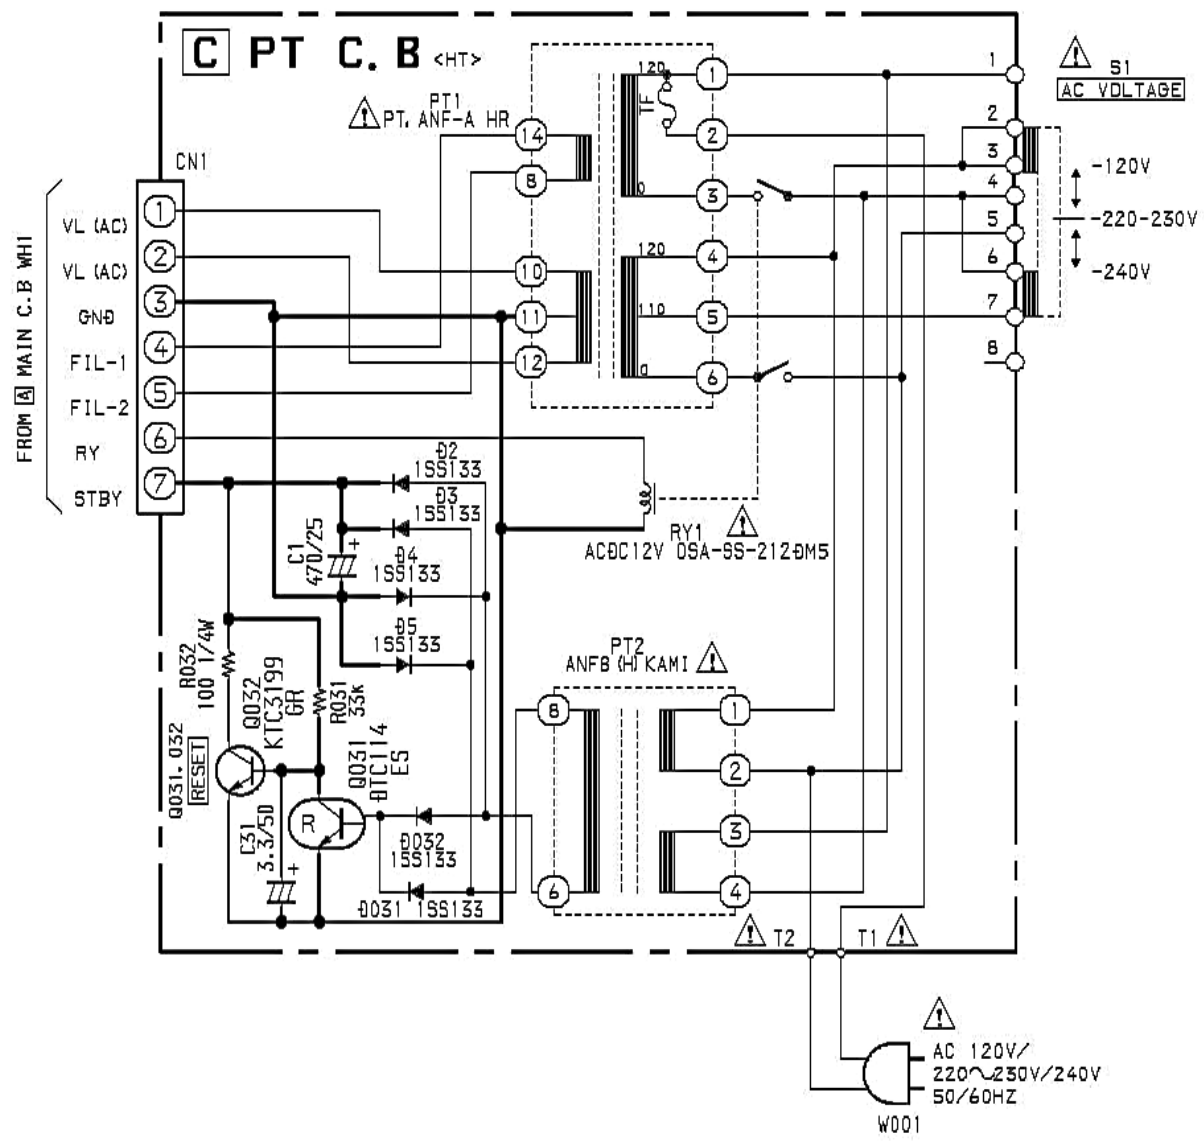 C PT C.B <HT>
PT1
PT. ANF-A HR
CN1
FROM A MAIN C.B WH1
VL (AC)
VL (AC)
GND
FIL-1
FIL-2
RY
STBY
1
2
3
4
5
6
7
14
8
10
11
12
120
TF
0
120
110
0
1
2
3
4
5
6
1
2
3
4
5
6
7
8
S1
AC VOLTAGE
-120V
-220-230V
-240V
D2
1SS133
D3
1SS133
D4
1SS133
D5
1SS133
C1
470/25
+
RY1
ACDC12V OSA-SS-212DM5
R032
100 1/4W
Q032
KTC3199
GR
R031
33K
Q031
DTC114
ES
Q031, 032
RESET
C31
3.3/50
+
R
D032
1SS133
D031 1SS133
PT2
ANF8 (H) KAMI
8
6
1
2
3
4
T2
T1
AC 120V/
220~230V/240V
50/60HZ
W001